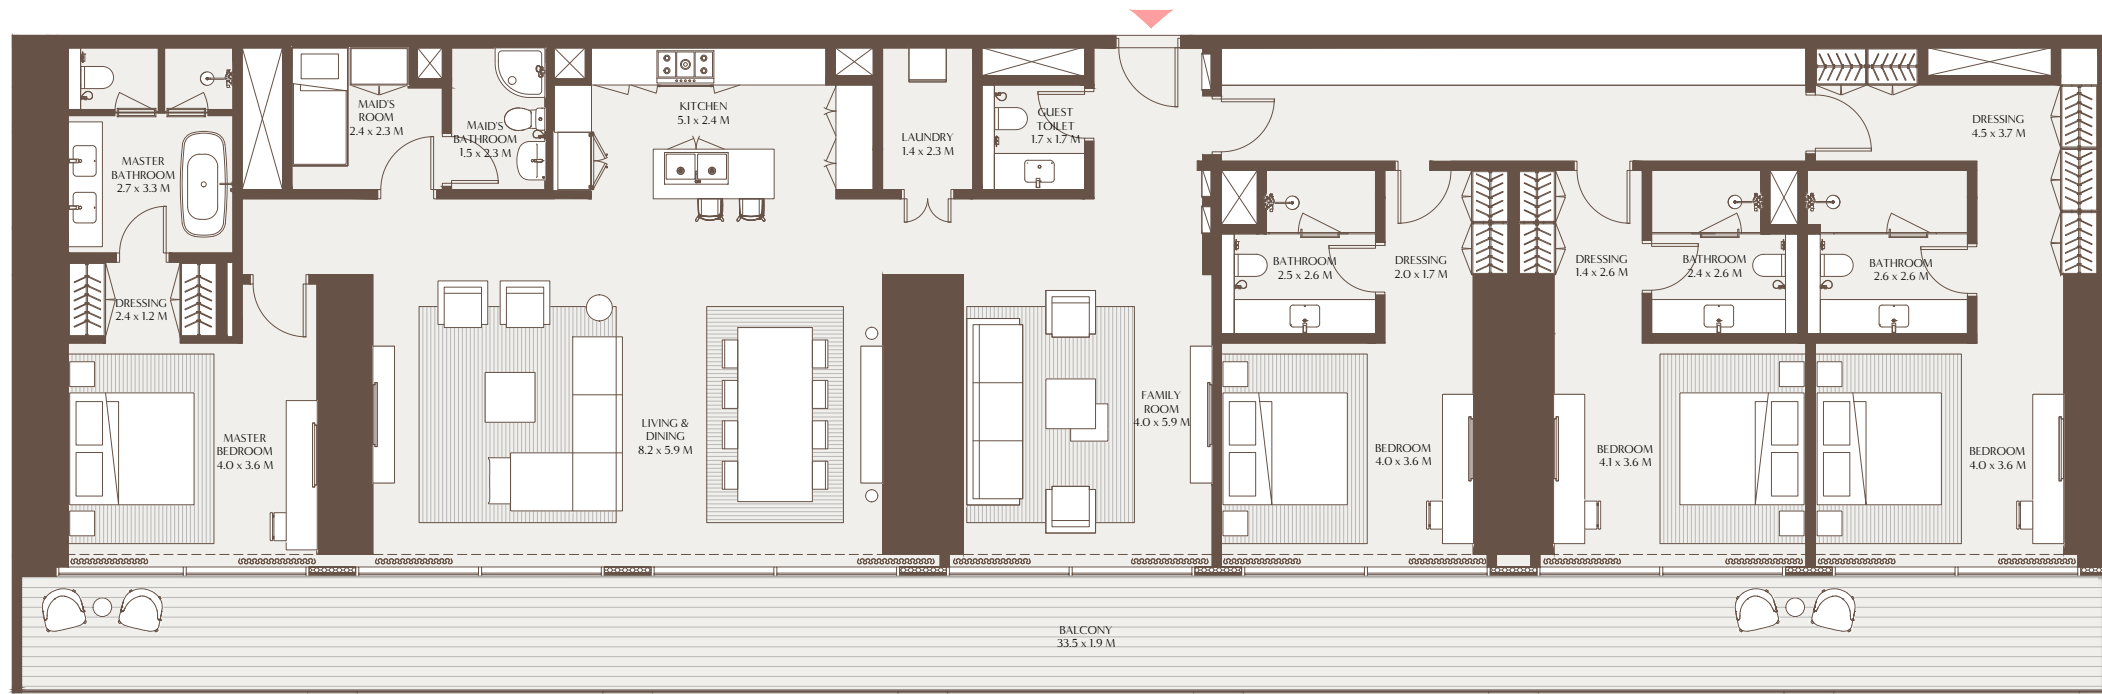 MAID'S
ROOM
2.4 x 2.3 M
MAID'S
BATHROOM
1.5 x 2.3 M
KITCHEN
5.1 x 2.4 M
LAUNDRY
1.4 x 2.3 M
GUEST
TOILET
1.7 x 1.7 M
DRESSING
4.5 x 3.7 M
MASTER
BATHROOM
2.7 x 3.3 M
DRESSING
2.4 x 1.2 M
BATHROOM
2.5 x 2.6 M
DRESSING
2.0 x 1.7 M
DRESSING
1.4 x 2.6 M
BATHROOM
2.4 x 2.6 M
BATHROOM
2.6 x 2.6 M
MASTER
BEDROOM
4.0 x 3.6 M
LIVING &
DINING
8.2 x 5.9 M
FAMILY
ROOM
4.0 x 5.9 M
BEDROOM
4.0 x 3.6 M
BEDROOM
4.1 x 3.6 M
BEDROOM
4.0 x 3.6 M
BALCONY
33.5 x 1.9 M